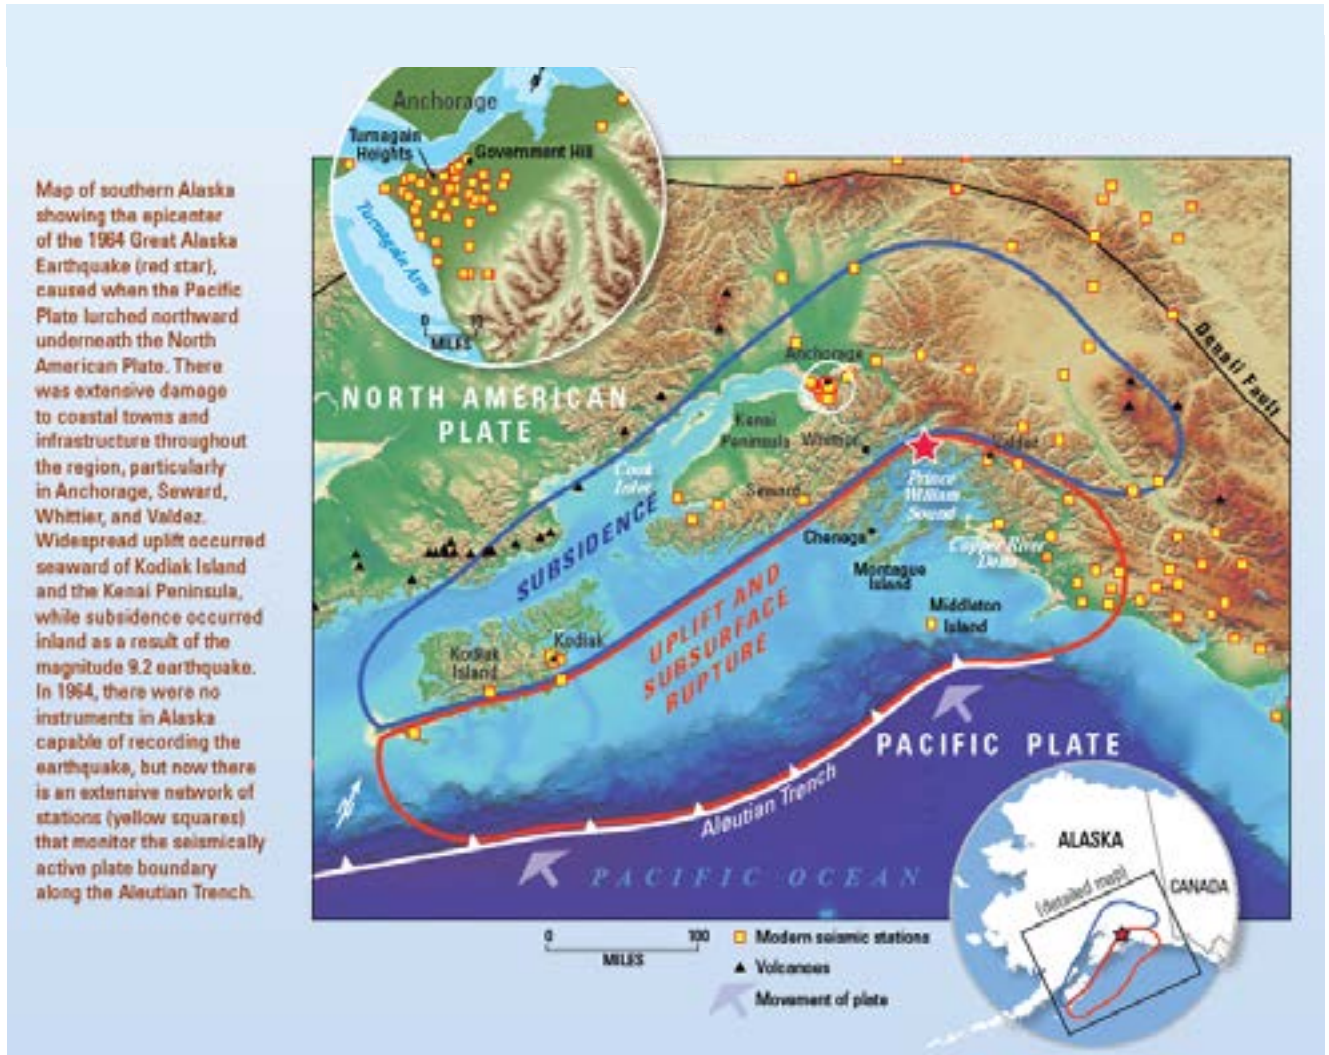 Map of southern Alaska
showing the epicenter
of the 1964 Great Alaska
Earthquake (red star),
caused when the Pacific
Plate lurched northward
underneath the North
American Plate. There
was extensive damage
to coastal towns and
infrastructure throughout
the region, particularly
in Anchorage, Seward,
Whittier, and Valdez.
Widespread uplift occurred
seaward of Kodiak Island
and the Kenai Peninsula,
while subsidence occurred
inland as a result of the
magnitude 9.2 earthquake.
In 1964, there were no
instruments in Alaska
capable of recording the
earthquake, but now there
is an extensive network of
stations (yellow squares)
that monitor the seismically
active plate boundary
along the Aleutian Trench.
Anchorage
Turnagain
Heights
Government Hill
Turnagain Arm
0 10
MILES
Denali Fault
NORTH AMERICAN
PLATE
Anchorage
Kenai
Peninsula
Whittier
Valdez
Cook
Inlet
Prince
William
Sound
Seward
SUBSIDENCE
Chenega
Copper River
Delta
Montague
Island
Middleton
Island
UPLIFT AND
SUBSURFACE
RUPTURE
Kodiak
Kodiak
Island
PACIFIC PLATE
Aleutian Trench
N
PACIFIC OCEAN
ALASKA
CANADA
(detailed map)
0 100
MILES
Modern seismic stations
Volcanoes
Movement of plate